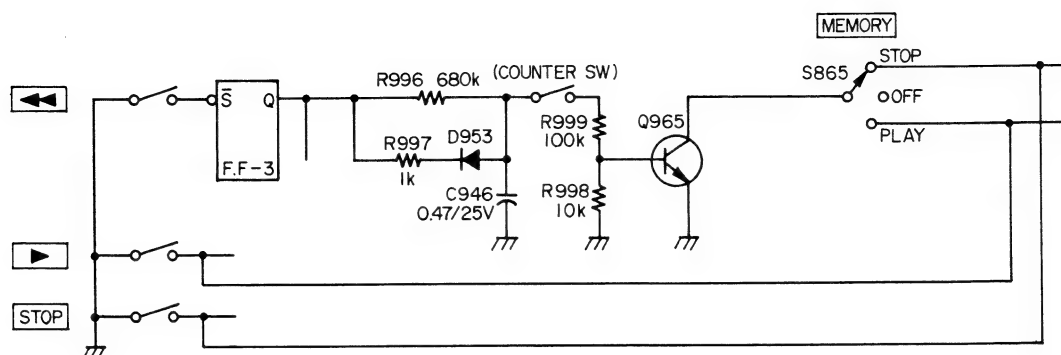 MEMORY
STOP
S865
OFF
PLAY
R996 680k
(COUNTER SW)
S̅ Q
F.F-3
R997
1k
D953
C946
0.47/25V
R999
100k
R998
10k
Q965
STOP